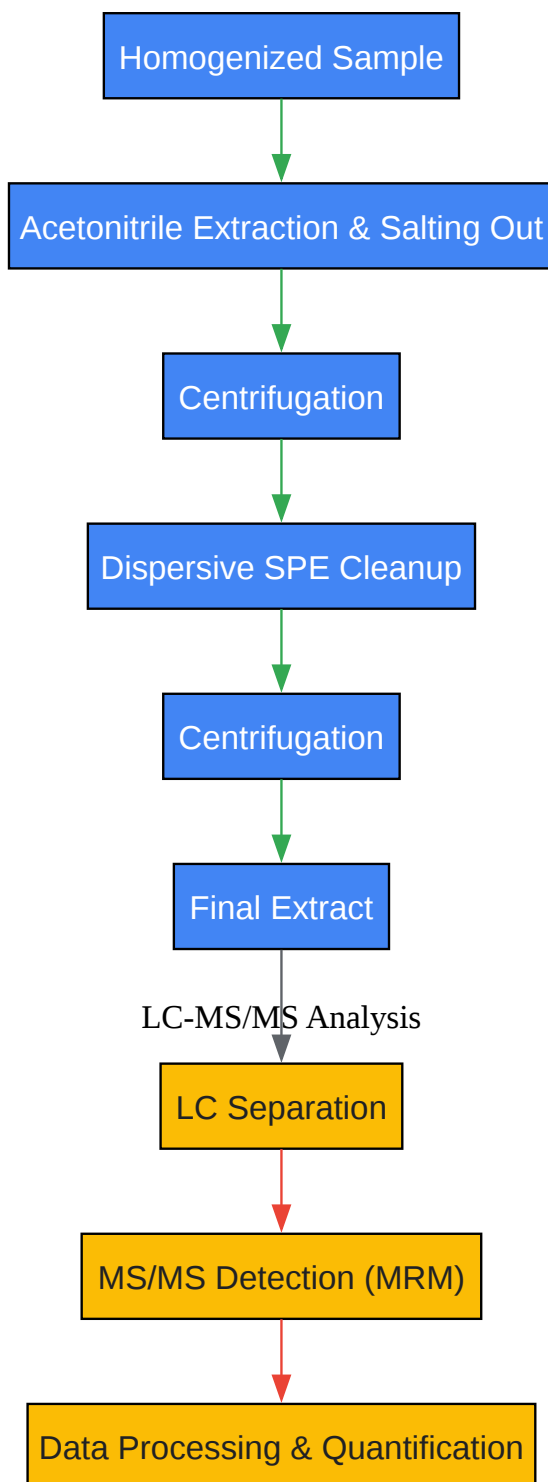 Homogenized Sample
Acetonitrile Extraction & Salting Out
Centrifugation
Dispersive SPE Cleanup
Centrifugation
Final Extract
LC-MS/MS Analysis
LC Separation
MS/MS Detection (MRM)
Data Processing & Quantification